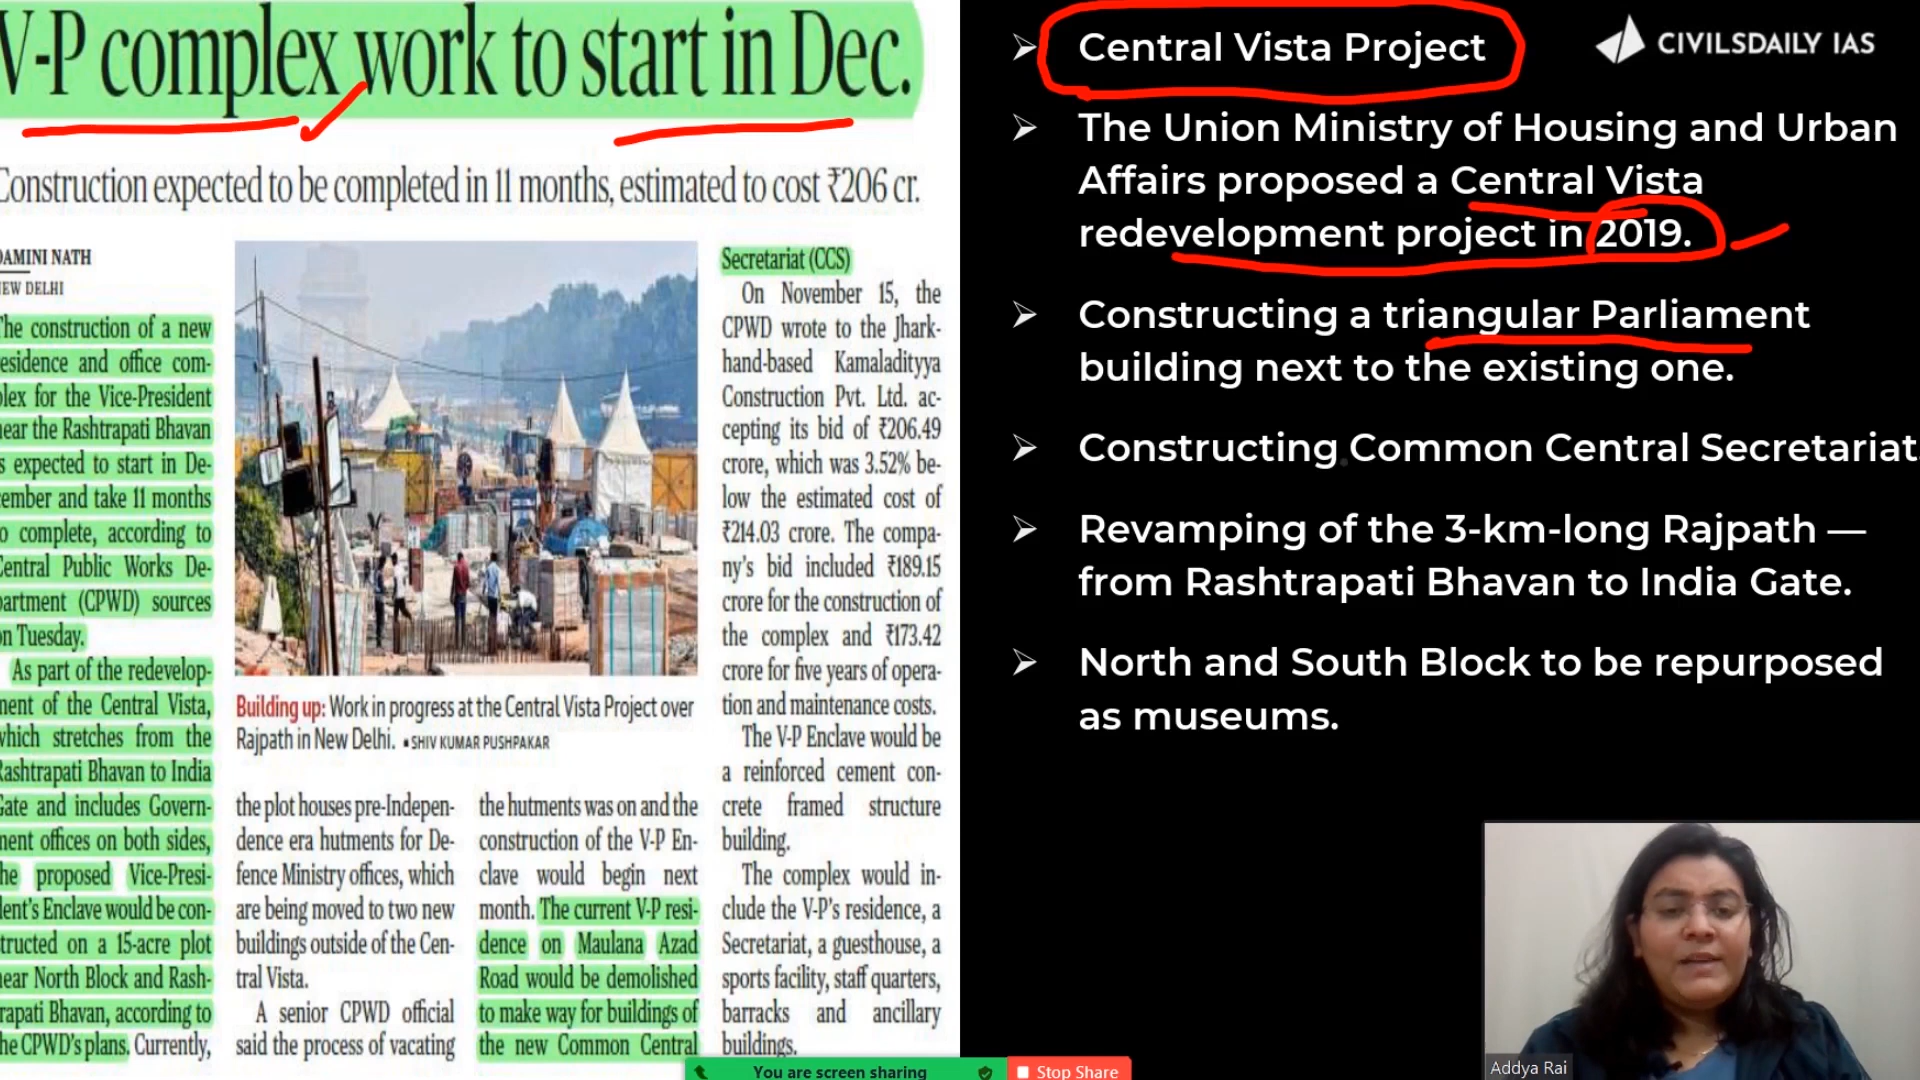 V-P complex work to start in Dec.
Construction expected to be completed in 11 months, estimated to cost ₹206 cr.
DAMINI NATH
NEW DELHI
The construction of a new
residence and office com-
plex for the Vice-President
near the Rashtrapati Bhavan
is expected to start in De-
cember and take 11 months
to complete, according to
Central Public Works De-
partment (CPWD) sources
on Tuesday.
As part of the redevelop-
ment of the Central Vista,
which stretches from the
Rashtrapati Bhavan to India
Gate and includes Govern-
ment offices on both sides,
the proposed Vice-Presi-
dent's Enclave would be con-
structed on a 15-acre plot
near North Block and Rash-
trapati Bhavan, according to
the CPWD's plans. Currently,
Building up: Work in progress at the Central Vista Project over
Rajpath in New Delhi. • SHIV KUMAR PUSHPAKAR
the plot houses pre-Indepen-
dence era hutments for De-
fence Ministry offices, which
are being moved to two new
buildings outside of the Cen-
tral Vista.
A senior CPWD official
said the process of vacating
the hutments was on and the
construction of the V-P En-
clave would begin next
month. The current V-P resi-
dence on Maulana Azad
Road would be demolished
to make way for buildings of
the new Common Central
Secretariat (CCS)
On November 15, the
CPWD wrote to the Jhark-
hand-based Kamaladityya
Construction Pvt. Ltd. ac-
cepting its bid of ₹206.49
crore, which was 3.52% be-
low the estimated cost of
₹214.03 crore. The compa-
ny's bid included ₹189.15
crore for the construction of
the complex and ₹173.42
crore for five years of opera-
tion and maintenance costs.
The V-P Enclave would be
a reinforced cement con-
crete framed structure
building.
The complex would in-
clude the V-P's residence, a
Secretariat, a guesthouse, a
sports facility, staff quarters,
barracks and ancillary
buildings.
➢ Central Vista Project
CIVILSDAILY IAS
➢ The Union Ministry of Housing and Urban
Affairs proposed a Central Vista
redevelopment project in 2019.
➢ Constructing a triangular Parliament
building next to the existing one.
➢ Constructing Common Central Secretariat.
➢ Revamping of the 3-km-long Rajpath —
from Rashtrapati Bhavan to India Gate.
➢ North and South Block to be repurposed
as museums.
Addya Rai
You are screen sharing
Stop Share